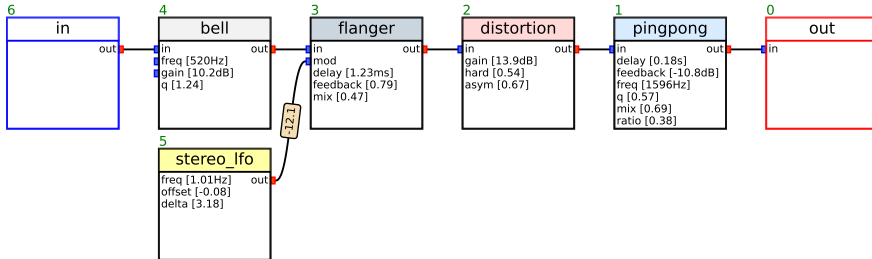 6
in
out
4
bell
in out
freq [520Hz]
gain [10.2dB]
q [1.24]
3
flanger
in out
mod
delay [1.23ms]
feedback [0.79]
mix [0.47]
2
distortion
in out
gain [13.9dB]
hard [0.54]
asym [0.67]
1
pingpong
in out
delay [0.18s]
feedback [-10.8dB]
freq [1596Hz]
q [0.57]
mix [0.69]
ratio [0.38]
0
out
in
-12.1
5
stereo_lfo
freq [1.01Hz] out
offset [-0.08]
delta [3.18]